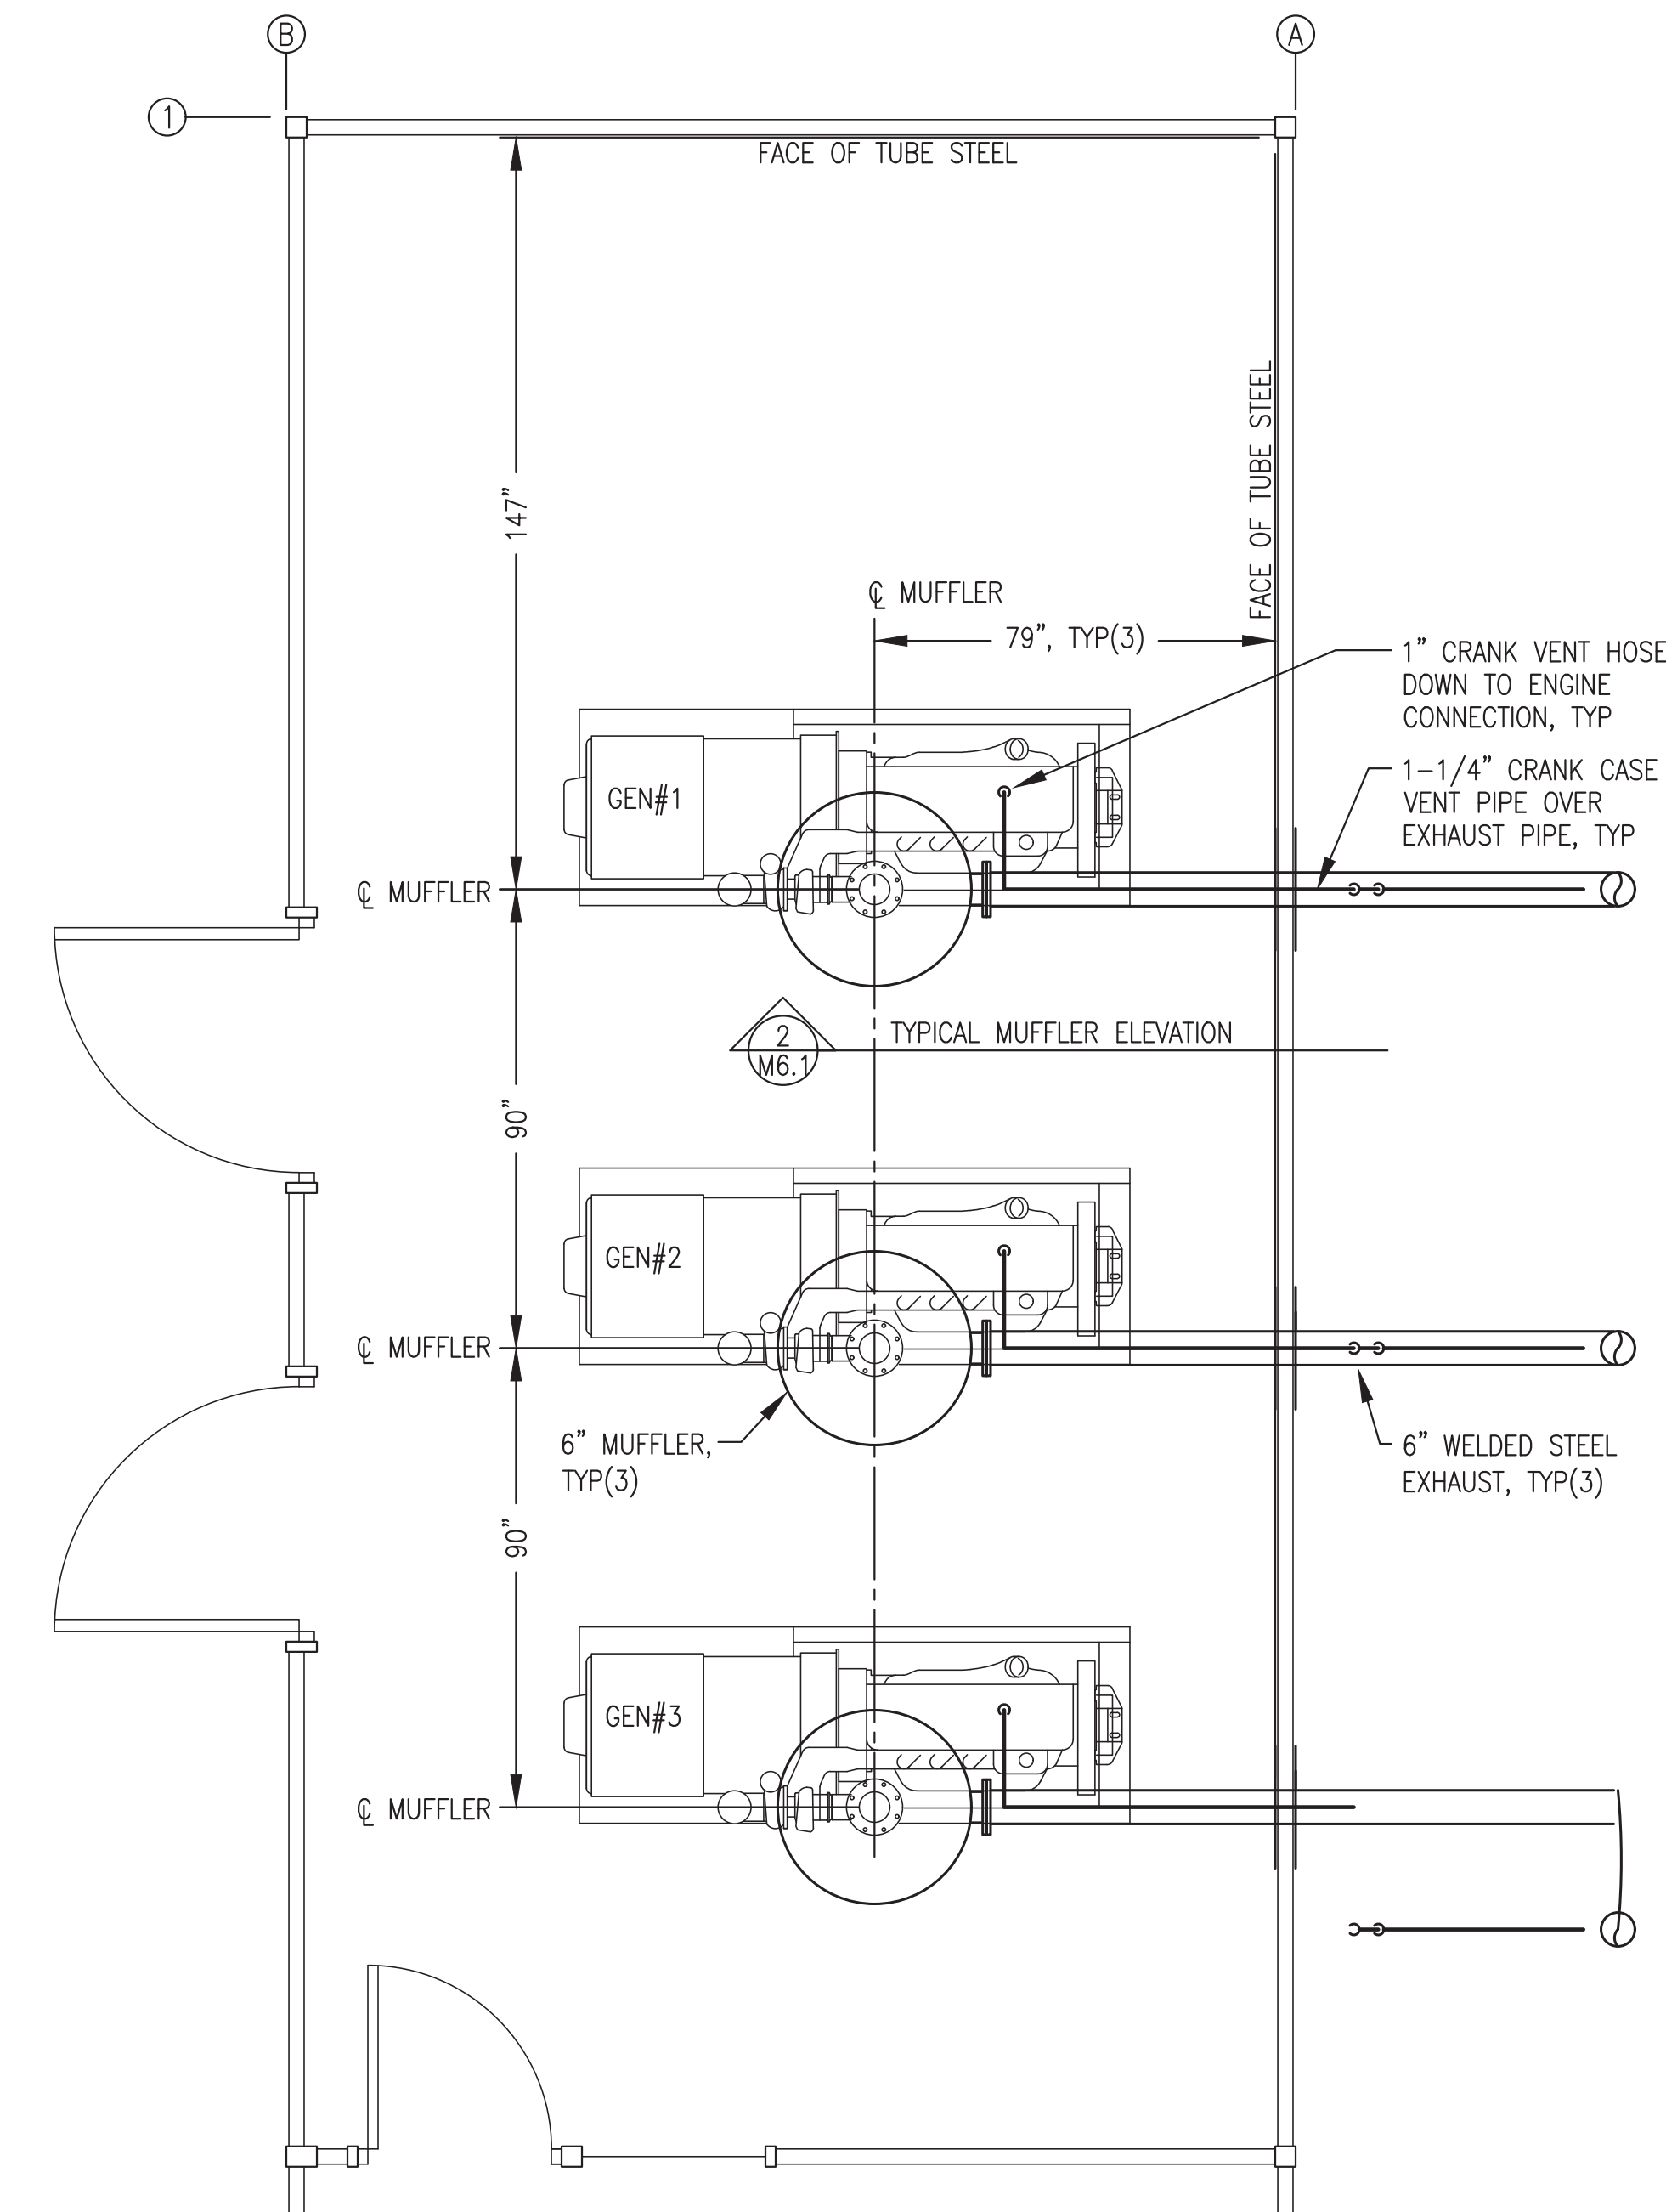 B
A
1
FACE OF TUBE STEEL
FACE OF TUBE STEEL
147”
℄ MUFFLER
79”, TYP(3)
1” CRANK VENT HOSE
DOWN TO ENGINE
CONNECTION, TYP
1-1/4” CRANK CASE
VENT PIPE OVER
EXHAUST PIPE, TYP
GEN#1
℄ MUFFLER
2
M6.1
TYPICAL MUFFLER ELEVATION
90”
GEN#2
℄ MUFFLER
6” MUFFLER,
TYP(3)
6” WELDED STEEL
EXHAUST, TYP(3)
90”
GEN#3
℄ MUFFLER